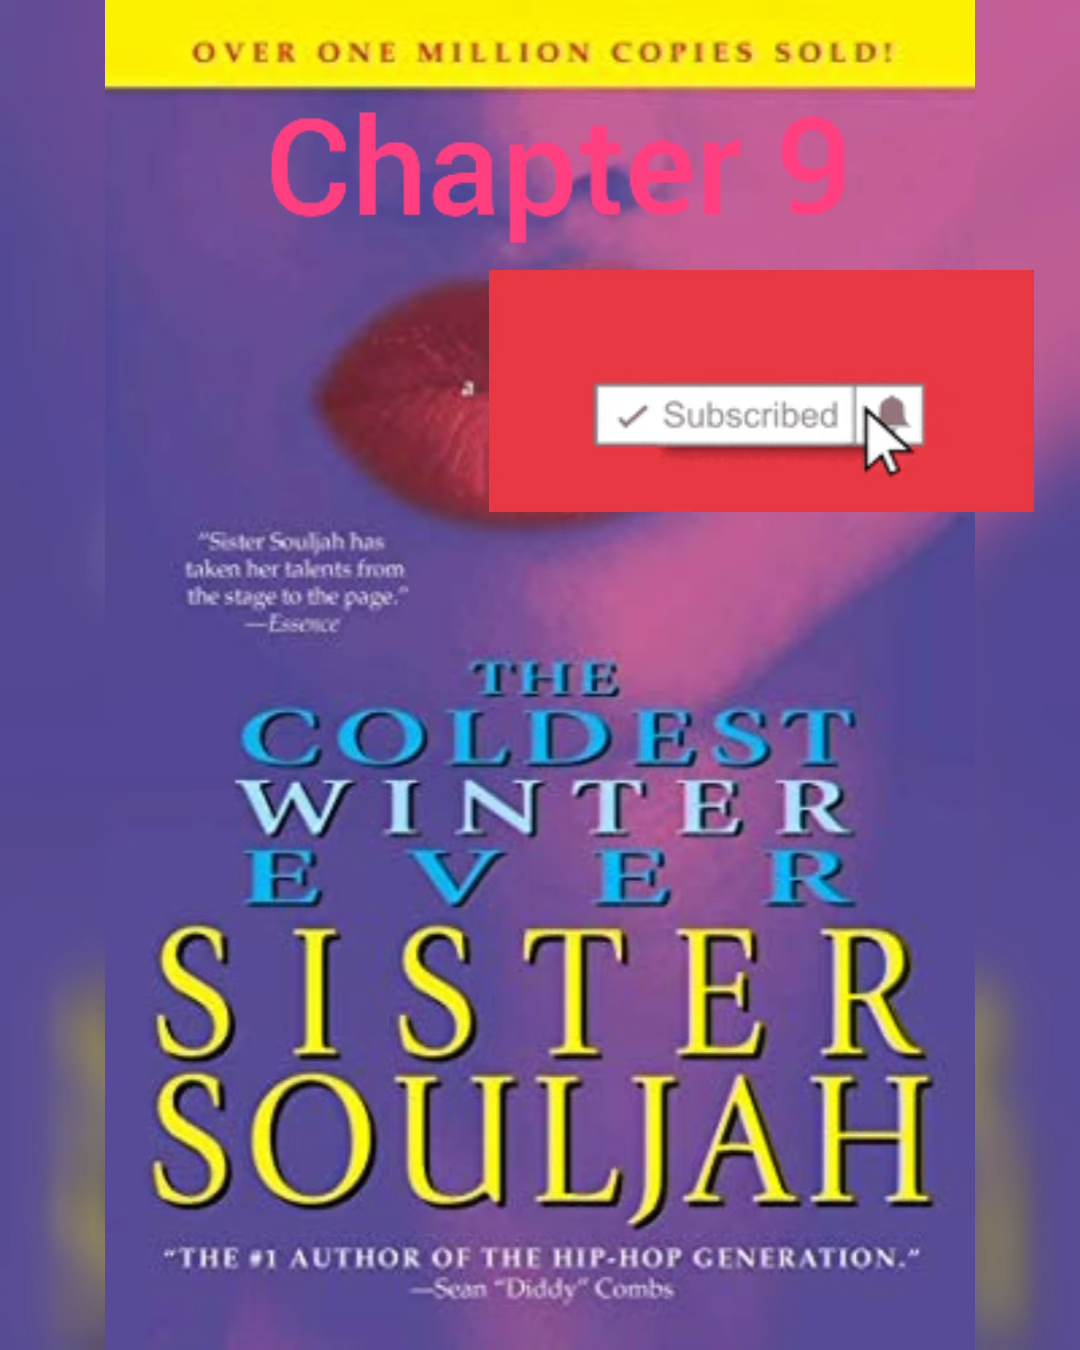 OVER ONE MILLION COPIES SOLD!
Chapter 9
a
Subscribed
“Sister Souljah has
taken her talents from
the stage to the page.”
—Essence
THE
COLDEST
WINTER
EVER
SISTER
SOULJAH
“THE #1 AUTHOR OF THE HIP-HOP GENERATION.”
—Sean “Diddy” Combs